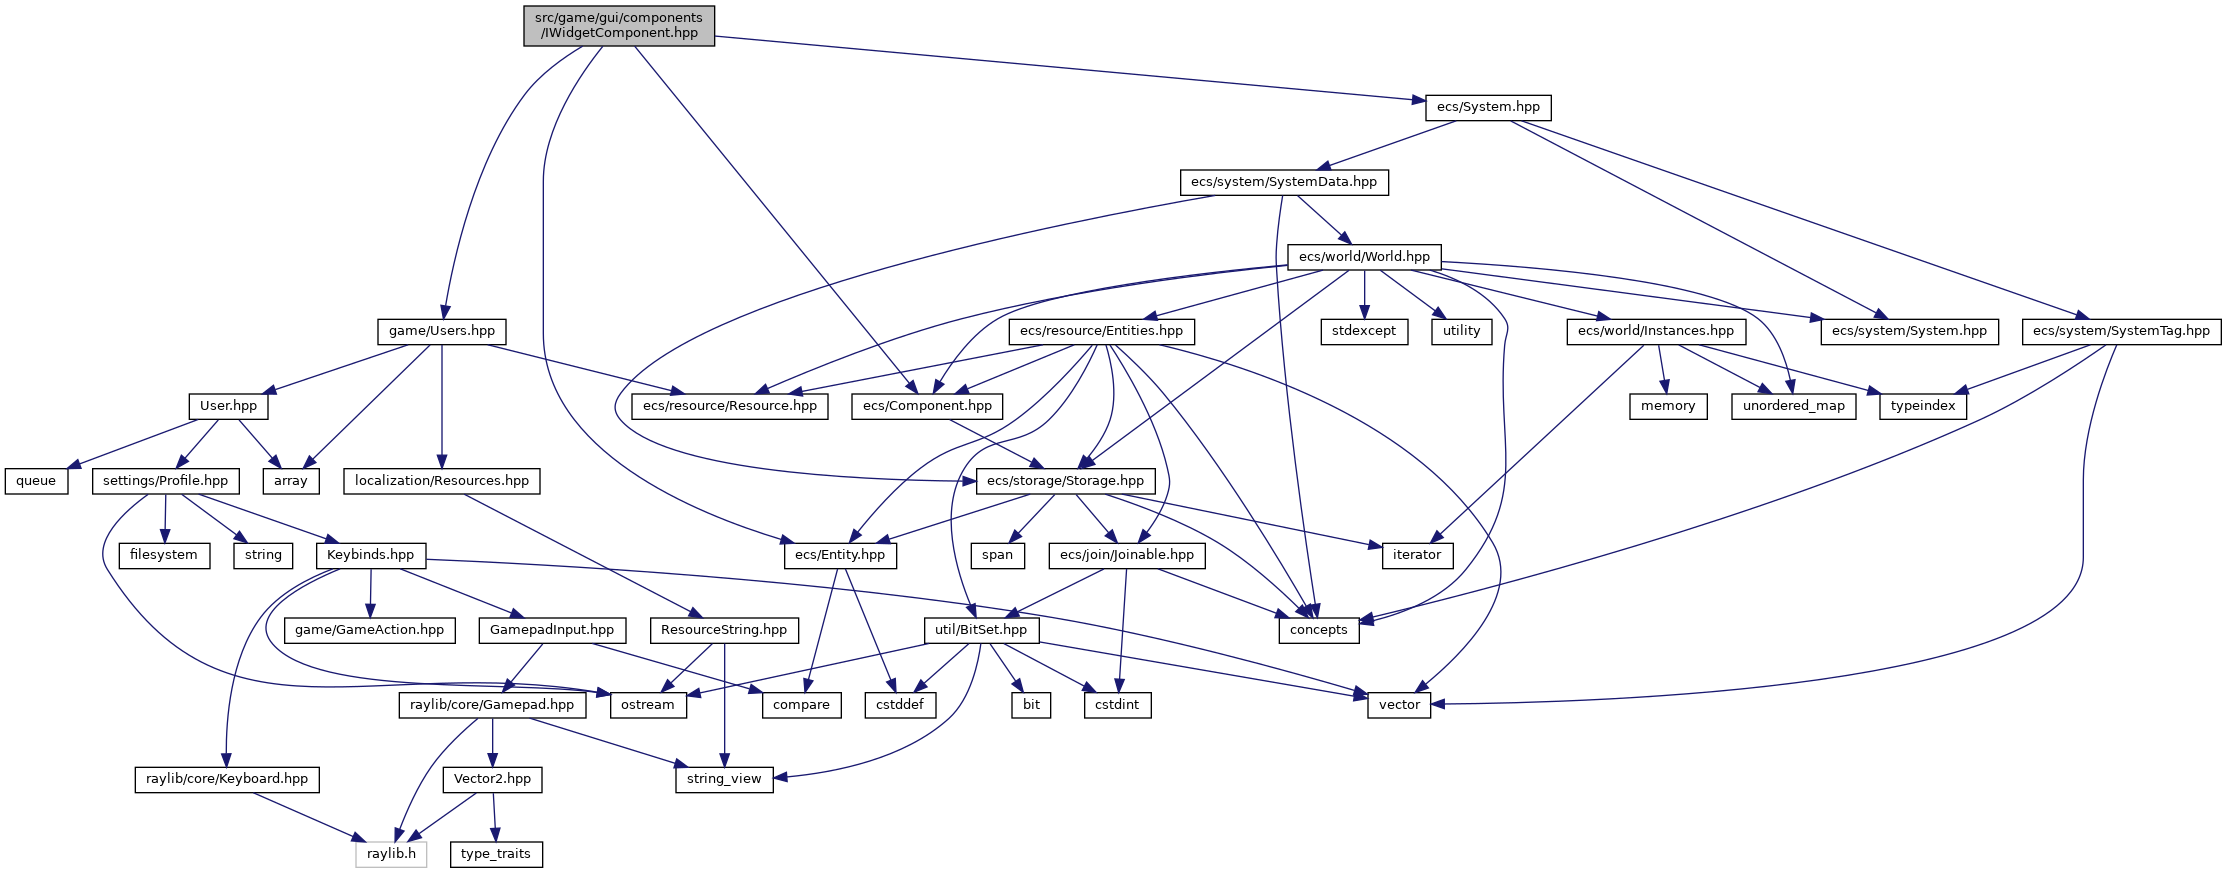 src/game/gui/components
/IWidgetComponent.hpp
ecs/System.hpp
ecs/system/SystemData.hpp
ecs/world/World.hpp
game/Users.hpp
ecs/resource/Entities.hpp
stdexcept
utility
ecs/world/Instances.hpp
ecs/system/System.hpp
ecs/system/SystemTag.hpp
User.hpp
ecs/resource/Resource.hpp
ecs/Component.hpp
memory
unordered_map
typeindex
queue
settings/Profile.hpp
array
localization/Resources.hpp
ecs/storage/Storage.hpp
filesystem
string
Keybinds.hpp
ecs/Entity.hpp
span
ecs/join/Joinable.hpp
iterator
game/GameAction.hpp
GamepadInput.hpp
ResourceString.hpp
util/BitSet.hpp
concepts
raylib/core/Gamepad.hpp
ostream
compare
cstddef
bit
cstdint
vector
raylib/core/Keyboard.hpp
Vector2.hpp
string_view
raylib.h
type_traits